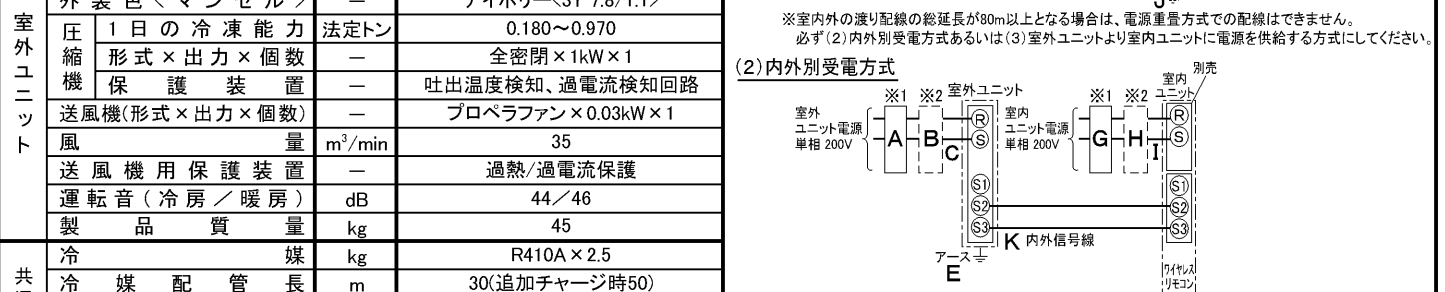 室外ユニット
外装色(マンセル) － アイボリー<3Y 7.8/1.1>
圧縮機 1日の冷凍能力 法定トン 0.180～0.970
形式×出力×個数 － 全密閉×1kW×1
保護装置 － 吐出温度検知、過電流検知回路
送風機(形式×出力×個数) － プロペラファン×0.03kW×1
風量 m³/min 35
送風機用保護装置 － 過熱/過電流保護
運転音(冷房/暖房) dB 44/46
製品質量 kg 45
共
冷媒 kg R410A×2.5
冷媒配管長 m 30(追加チャージ時50)
※室内外の渡り配線の総延長が80m以上となる場合は、電源重畳方式での配線はできません。
必ず(2)内外別受電方式あるいは(3)室外ユニットより室内ユニットに電源を供給する方式にしてください。
(2)内外別受電方式
※1 ※2 室外ユニット
室外
ユニット電源
単相 200V
A B C
R
S
S1
S2
S3
アース
E
K 内外信号線
※1 ※2 室内
ユニット
別売
室内
ユニット電源
単相 200V
G H I
R
S
S1
S2
S3
ワイヤレス
リモコン